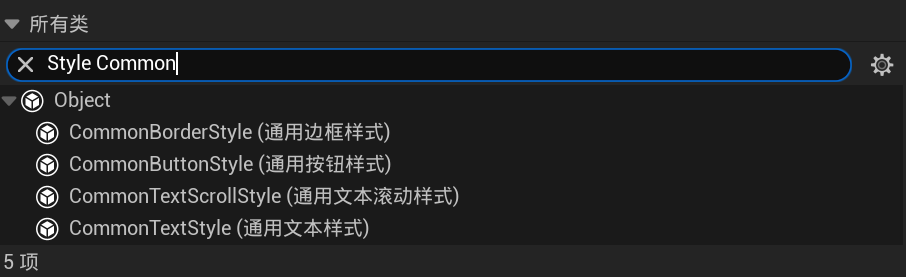 所有类
Style Common
Object
CommonBorderStyle (通用边框样式)
CommonButtonStyle (通用按钮样式)
CommonTextScrollStyle (通用文本滚动样式)
CommonTextStyle (通用文本样式)
5 项